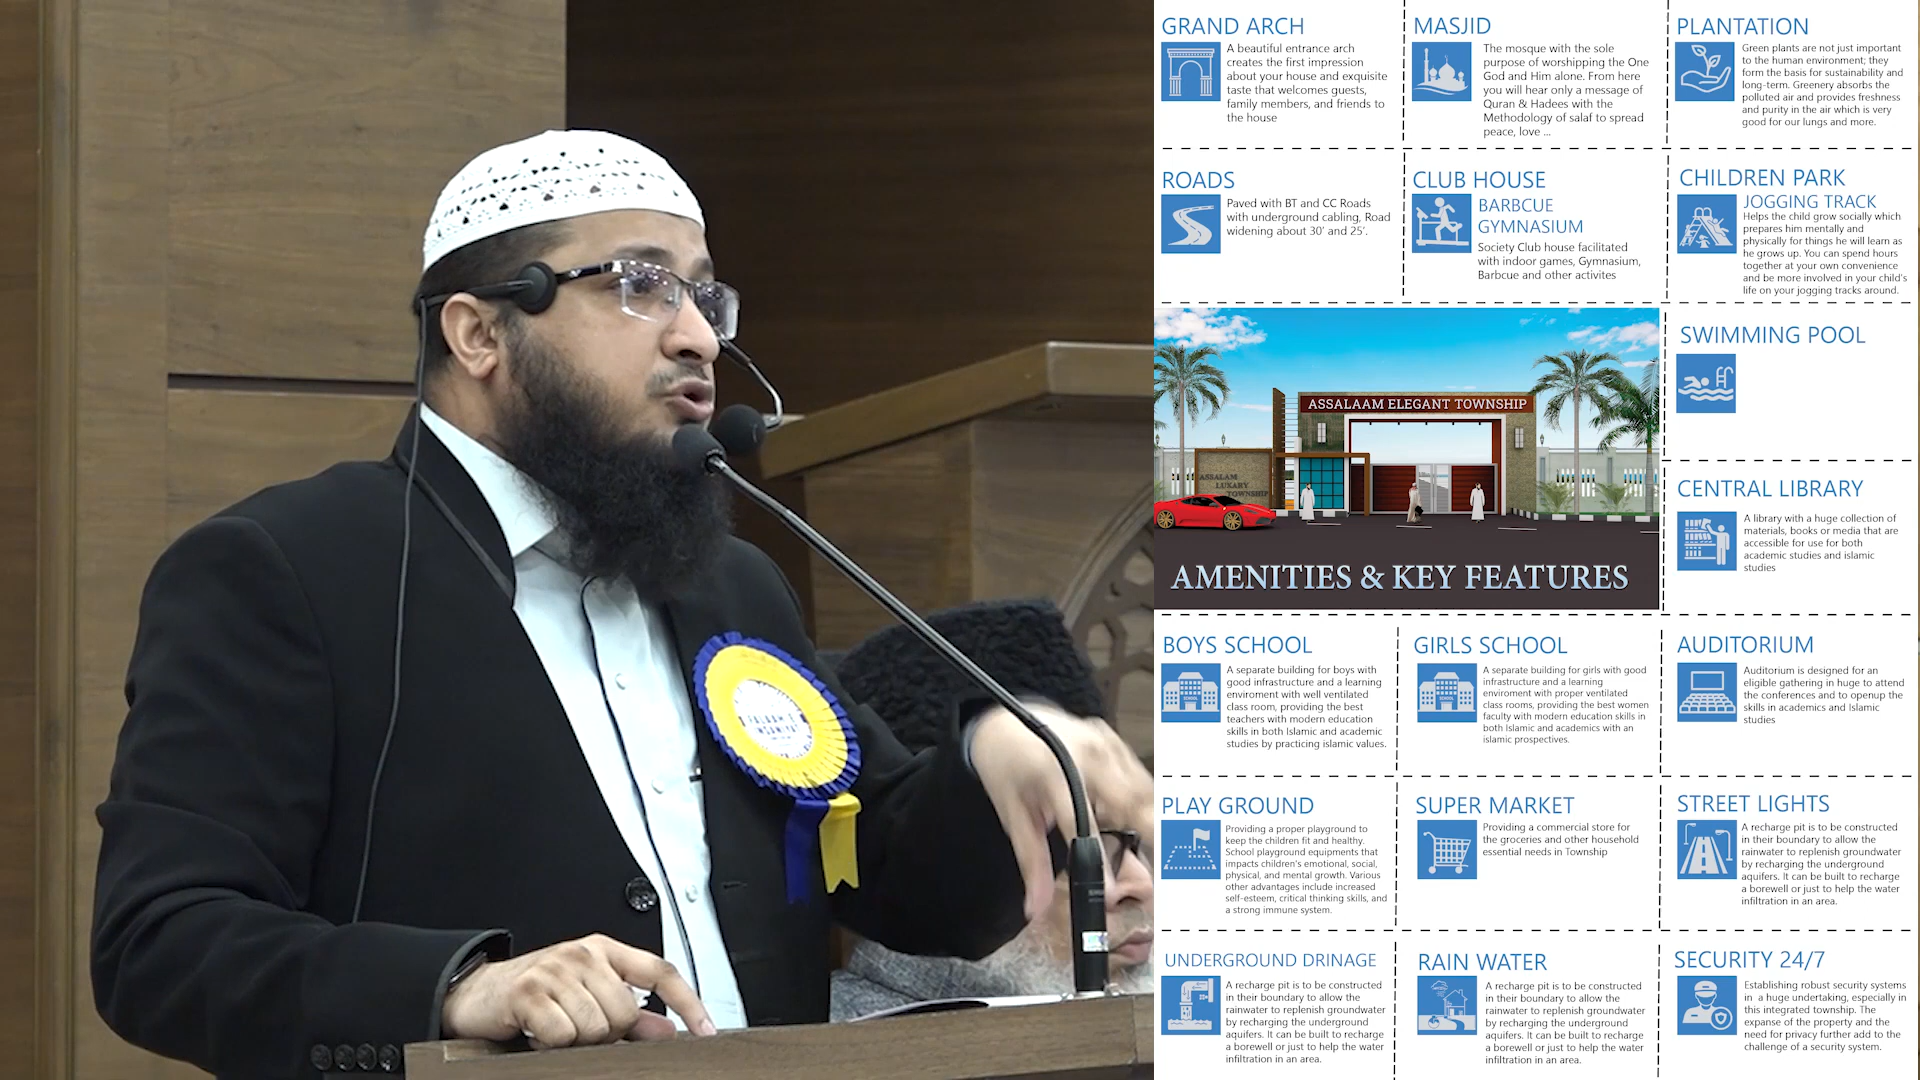 GRAND ARCH
A beautiful entrance arch
creates the first impression
about your house and exquisite
taste that welcomes guests,
family members, and friends to
the house
MASJID
The mosque with the sole
purpose of worshipping the One
God and Him alone. From here
you will hear only a message of
Quran & Hadees with the
Methodology of salaf to spread
peace, love ...
PLANTATION
Green plants are not just important
to the human environment; they
form the basis for sustainability and
long-term. Greenery absorbs the
polluted air and provides freshness
and purity in the air which is very
good for our lungs and more.
ROADS
Paved with BT and CC Roads
with underground cabling, Road
widening about 30' and 25'.
CLUB HOUSE
BARBCUE
GYMNASIUM
Society Club house facilitated
with indoor games, Gymnasium,
Barbcue and other activites
CHILDREN PARK
JOGGING TRACK
Helps the child grow socially which
prepares him mentally and
physically for things he will learn as
he grows up. You can spend hours
together at your own convenience
and be more involved in your child's
life on your jogging tracks around.
ASSALAAM ELEGANT TOWNSHIP
ASSALAM
LUXARY
TOWNSHIP
AMENITIES & KEY FEATURES
SWIMMING POOL
CENTRAL LIBRARY
A library with a huge collection of
materials, books or media that are
accessible for use for both
academic studies and islamic
studies
BOYS SCHOOL
SCHOOL
A separate building for boys with
good infrastructure and a learning
enviroment with well ventilated
class room, providing the best
teachers with modern education
skills in both Islamic and academic
studies by practicing islamic values.
GIRLS SCHOOL
SCHOOL
A separate building for girls with good
infrastructure and a learning
enviroment with proper ventilated
class rooms, providing the best women
faculty with modern education skills in
both Islamic and academics with an
islamic prospectives.
AUDITORIUM
Auditorium is designed for an
eligible gathering in huge to attend
the conferences and to openup the
skills in academics and Islamic
studies
PLAY GROUND
Providing a proper playground to
keep the children fit and healthy.
School playground equipments that
impacts children's emotional, social,
physical, and mental growth. Various
other advantages include increased
self-esteem, critical thinking skills, and
a strong immune system.
SUPER MARKET
Providing a commercial store for
the groceries and other household
essential needs in Township
STREET LIGHTS
A recharge pit is to be constructed
in their boundary to allow the
rainwater to replenish groundwater
by recharging the underground
aquifers. It can be built to recharge
a borewell or just to help the water
infiltration in an area.
UNDERGROUND DRINAGE
A recharge pit is to be constructed
in their boundary to allow the
rainwater to replenish groundwater
by recharging the underground
aquifers. It can be built to recharge
a borewell or just to help the water
infiltration in an area.
RAIN WATER
A recharge pit is to be constructed
in their boundary to allow the
rainwater to replenish groundwater
by recharging the underground
aquifers. It can be built to recharge
a borewell or just to help the water
infiltration in an area.
SECURITY 24/7
Establishing robust security systems
in a huge undertaking, especially in
this integrated township. The
expanse of the property and the
need for privacy further add to the
challenge of a security system.